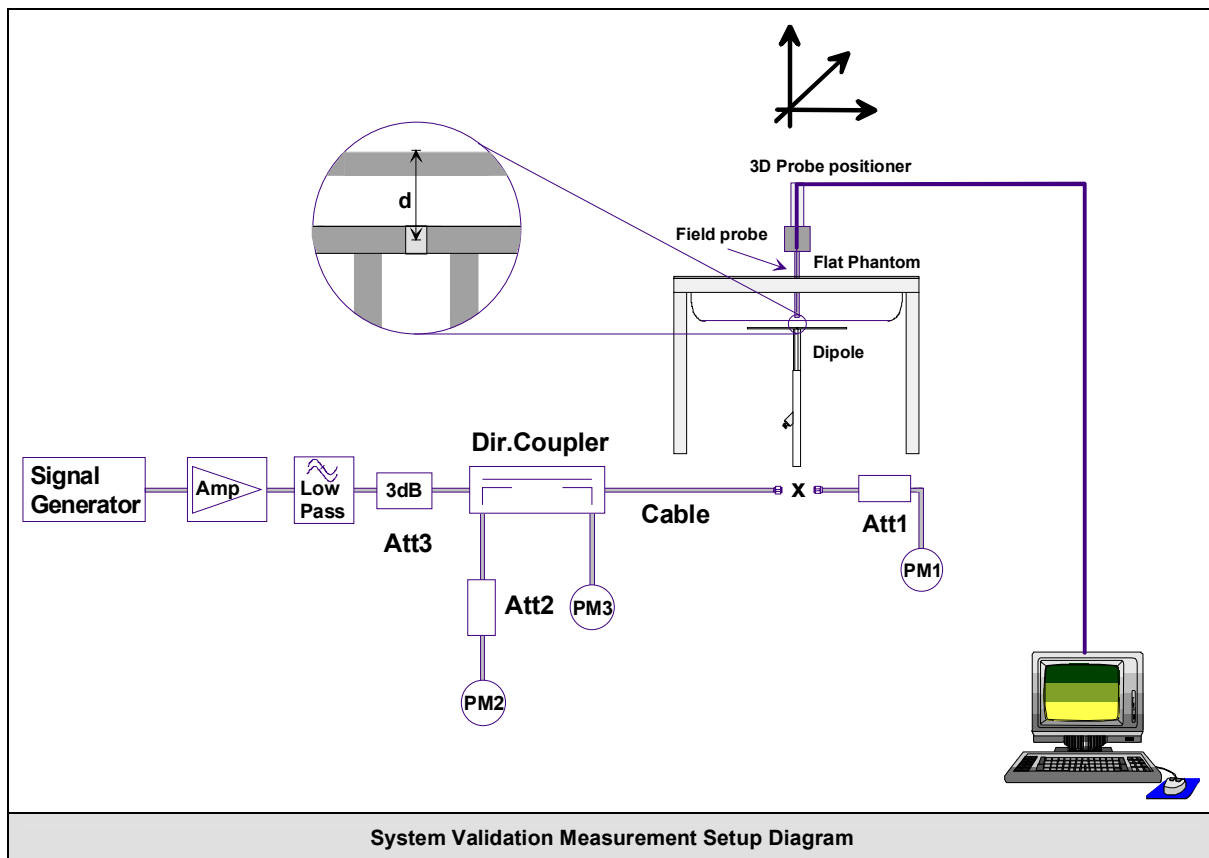 3D Probe positioner
d
Field probe
Flat Phantom
Dipole
Dir.Coupler
Signal
Generator
Amp
Low
Pass
3dB
Att3
Cable
x
Att1
PM1
Att2
PM3
PM2
System Validation Measurement Setup Diagram